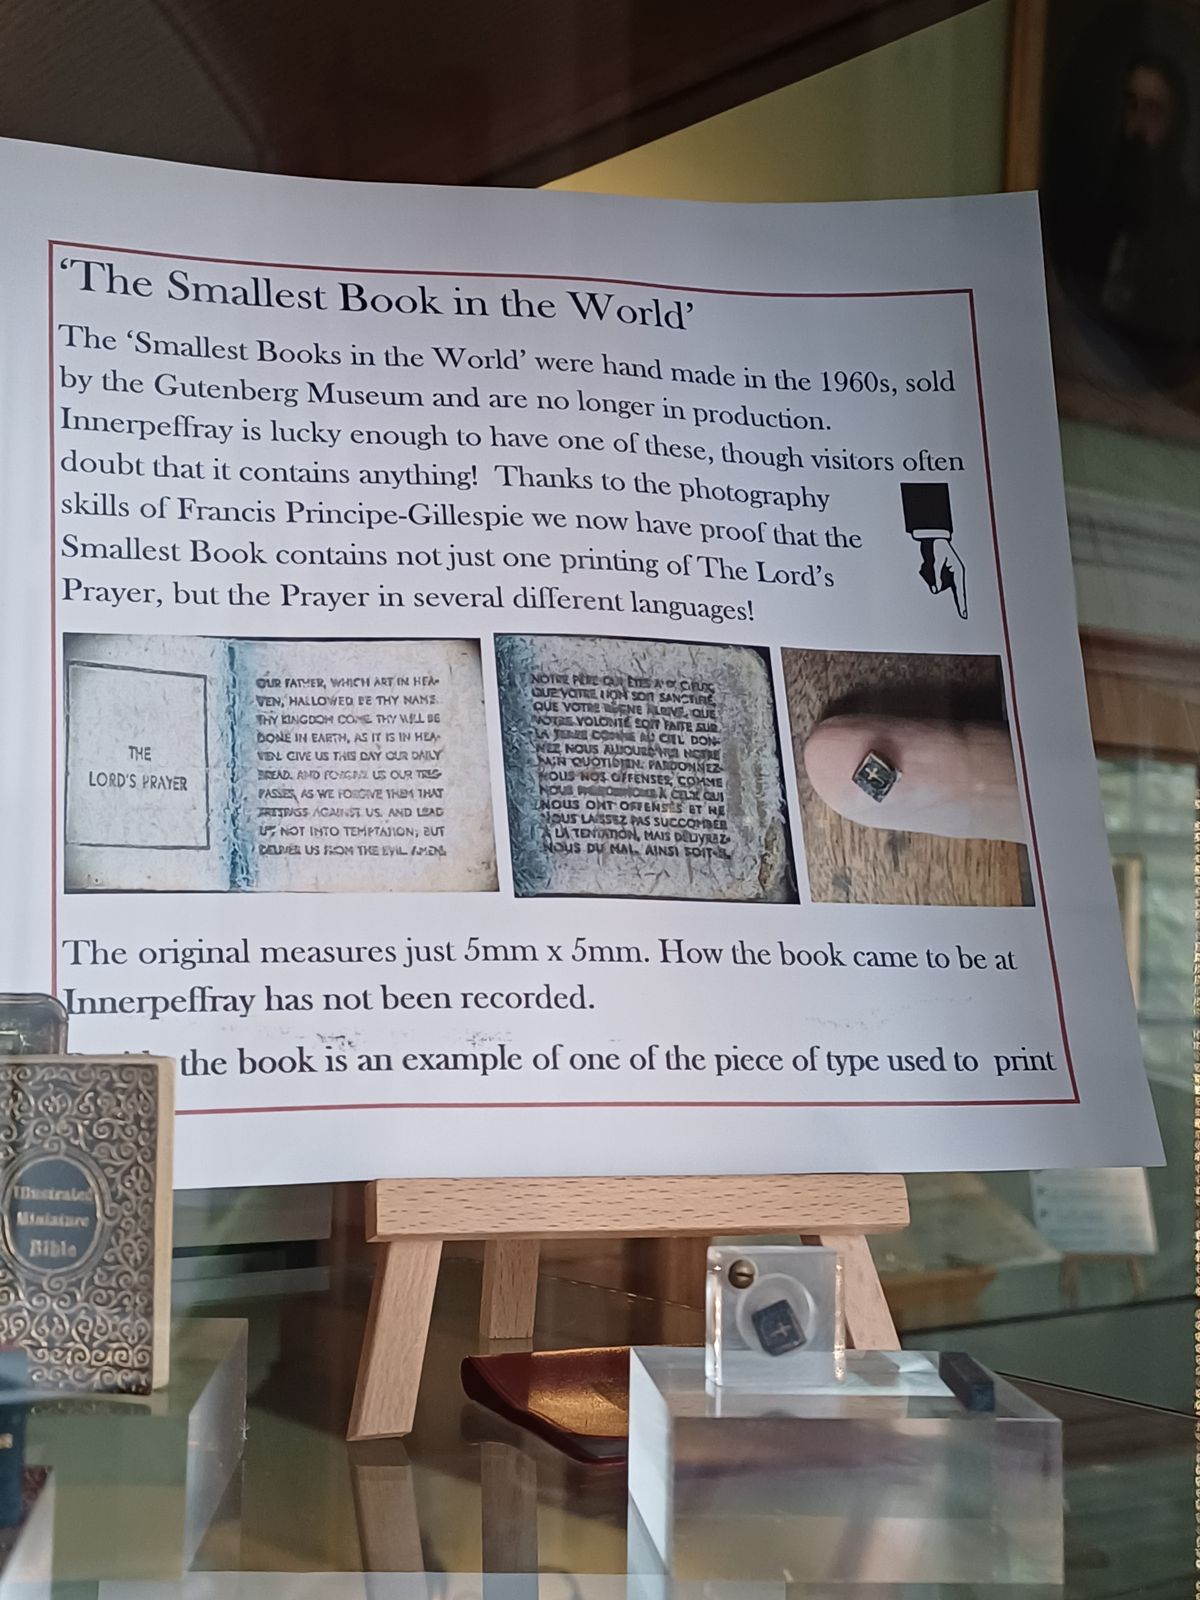 ‘The Smallest Book in the World’
The ‘Smallest Books in the World’ were hand made in the 1960s, sold
by the Gutenberg Museum and are no longer in production.
Innerpeffray is lucky enough to have one of these, though visitors often
doubt that it contains anything! Thanks to the photography
skills of Francis Principe-Gillespie we now have proof that the
Smallest Book contains not just one printing of The Lord’s
Prayer, but the Prayer in several different languages!
THE
LORD'S PRAYER
OUR FATHER, WHICH ART IN HEA-
VEN, HALLOWED BE THY NAME.
THY KINGDOM COME. THY WILL BE
DONE IN EARTH, AS IT IS IN HEA-
VEN. GIVE US THIS DAY OUR DAILY
BREAD. AND FORGIVE US OUR TRES-
PASSES, AS WE FORGIVE THEM THAT
TRESPASS AGAINST US. AND LEAD
US NOT INTO TEMPTATION; BUT
DELIVER US FROM THE EVIL. AMEN.
NOTRE PÈRE QUI ÊTES AUX CIEUX,
QUE VOTRE NOM SOIT SANCTIFIÉ,
QUE VOTRE RÈGNE ARRIVE, QUE
VOTRE VOLONTÉ SOIT FAITE SUR
LA TERRE COMME AU CIEL. DON-
NEZ NOUS AUJOURD'HUI NOTRE
PAIN QUOTIDIEN. PARDONNEZ-
NOUS NOS OFFENSES, COMME
NOUS PARDONNONS À CEUX QUI
NOUS ONT OFFENSÉS ET NE
NOUS LAISSEZ PAS SUCCOMBER
À LA TENTATION, MAIS DÉLIVREZ-
NOUS DU MAL. AINSI SOIT-IL.
The original measures just 5mm x 5mm. How the book came to be at
Innerpeffray has not been recorded.
the book is an example of one of the piece of type used to print
Illustrated
Miniature
Bible